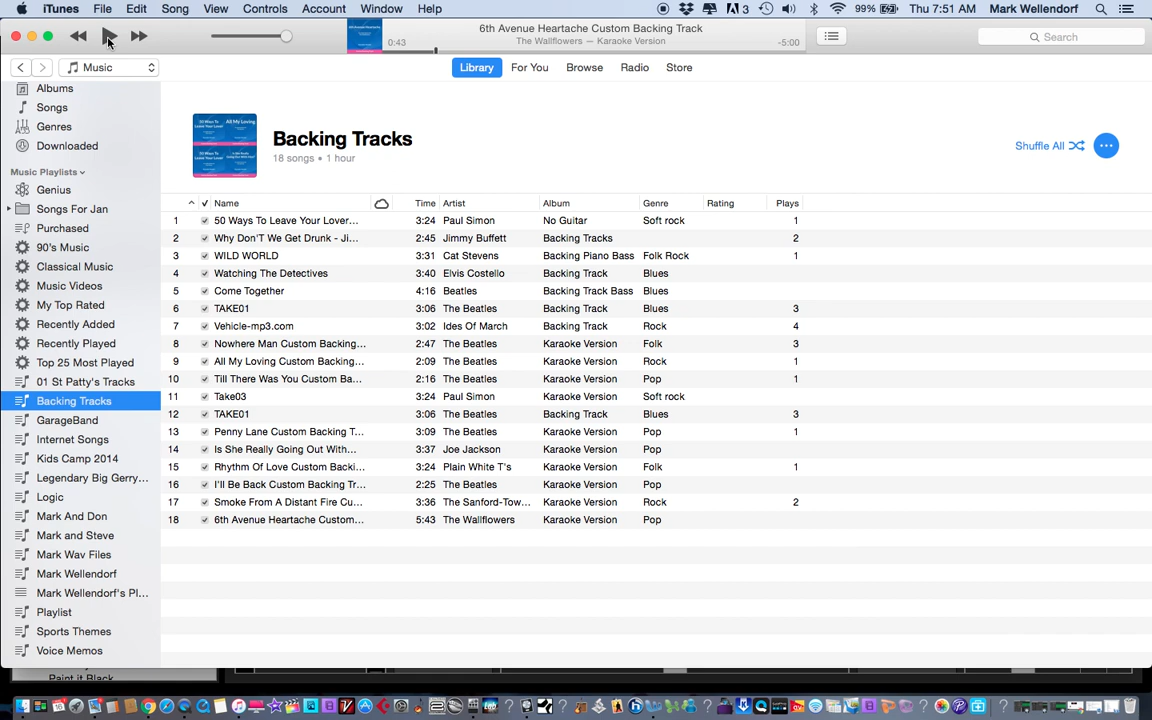 iTunes File Edit Song View Controls Account Window Help 3 99% Thu 7:51 AM Mark Wellendorf
6th Avenue Heartache Custom Backing Track
The Wallflowers — Karaoke Version
0:43 -5:00
Search
Music Library For You Browse Radio Store
Albums
Songs
Genres
Downloaded
Music Playlists
Genius
Songs For Jan
Purchased
90's Music
Classical Music
Music Videos
My Top Rated
Recently Added
Recently Played
Top 25 Most Played
01 St Patty's Tracks
Backing Tracks
GarageBand
Internet Songs
Kids Camp 2014
Legendary Big Gerry...
Logic
Mark And Don
Mark and Steve
Mark Wav Files
Mark Wellendorf
Mark Wellendorf's Pl...
Playlist
Sports Themes
Voice Memos
Paint it Black
Backing Tracks
18 songs • 1 hour
Shuffle All
Name Time Artist Album Genre Rating Plays
1 50 Ways To Leave Your Lover... 3:24 Paul Simon No Guitar Soft rock 1
2 Why Don'T We Get Drunk - Ji... 2:45 Jimmy Buffett Backing Tracks 2
3 WILD WORLD 3:31 Cat Stevens Backing Piano Bass Folk Rock 1
4 Watching The Detectives 3:40 Elvis Costello Backing Track Blues
5 Come Together 4:16 Beatles Backing Track Bass Blues
6 TAKE01 3:06 The Beatles Backing Track Blues 3
7 Vehicle-mp3.com 3:02 Ides Of March Backing Track Rock 4
8 Nowhere Man Custom Backing... 2:47 The Beatles Karaoke Version Folk 3
9 All My Loving Custom Backing... 2:09 The Beatles Karaoke Version Rock 1
10 Till There Was You Custom Ba... 2:16 The Beatles Karaoke Version Pop 1
11 Take03 3:24 Paul Simon Karaoke Version Soft rock
12 TAKE01 3:06 The Beatles Backing Track Blues 3
13 Penny Lane Custom Backing T... 3:09 The Beatles Karaoke Version Pop 1
14 Is She Really Going Out With... 3:37 Joe Jackson Karaoke Version Pop
15 Rhythm Of Love Custom Backi... 3:24 Plain White T's Karaoke Version Folk 1
16 I'll Be Back Custom Backing Tr... 2:25 The Beatles Karaoke Version Pop
17 Smoke From A Distant Fire Cu... 3:36 The Sanford-Tow... Karaoke Version Rock 2
18 6th Avenue Heartache Custom... 5:43 The Wallflowers Karaoke Version Pop